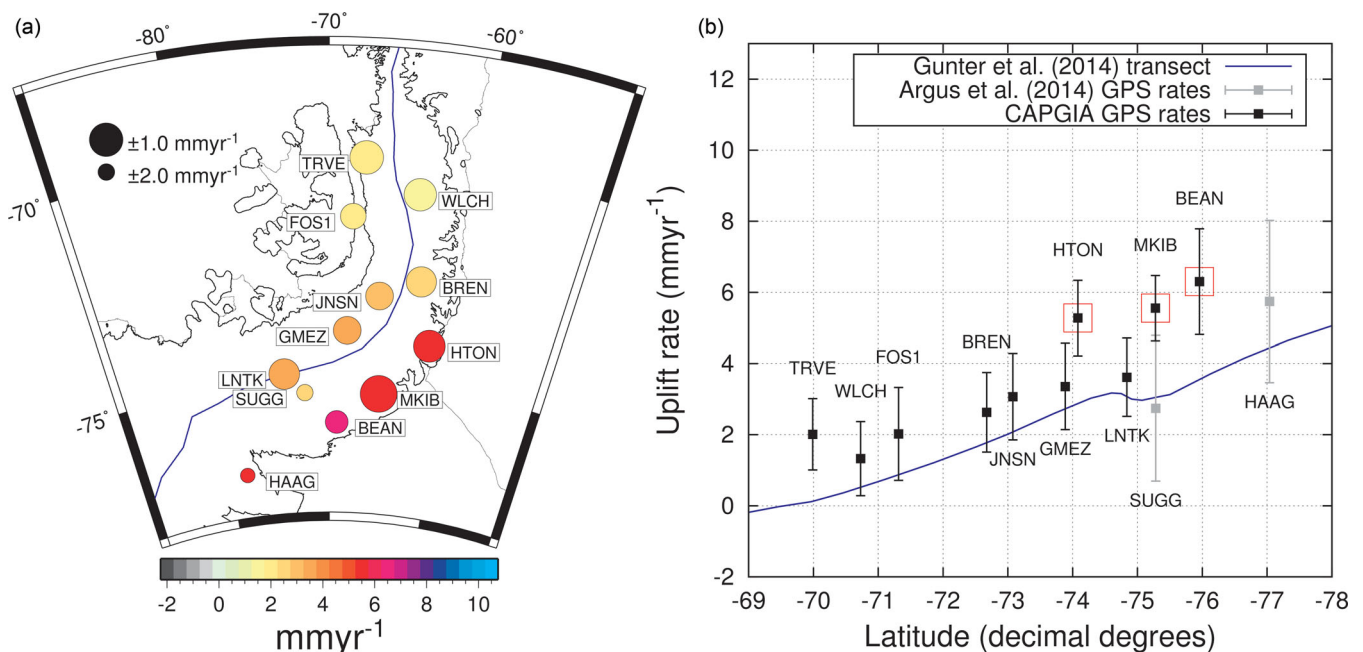 (a)
-80°
-70°
-60°
-70°
-75°
±1.0 mmyr⁻¹
±2.0 mmyr⁻¹
TRVE
WLCH
FOS1
BREN
JNSN
GMEZ
HTON
LNTK
SUGG
MKIB
BEAN
HAAG
-2 0 2 4 6 8 10
mmyr⁻¹
(b)
Gunter et al. (2014) transect
Argus et al. (2014) GPS rates
CAPGIA GPS rates
Uplift rate (mmyr⁻¹)
12
10
8
6
4
2
0
-2
BEAN
HTON
MKIB
TRVE
WLCH
FOS1
BREN
JNSN
GMEZ
LNTK
SUGG
HAAG
-69 -70 -71 -72 -73 -74 -75 -76 -77 -78
Latitude (decimal degrees)